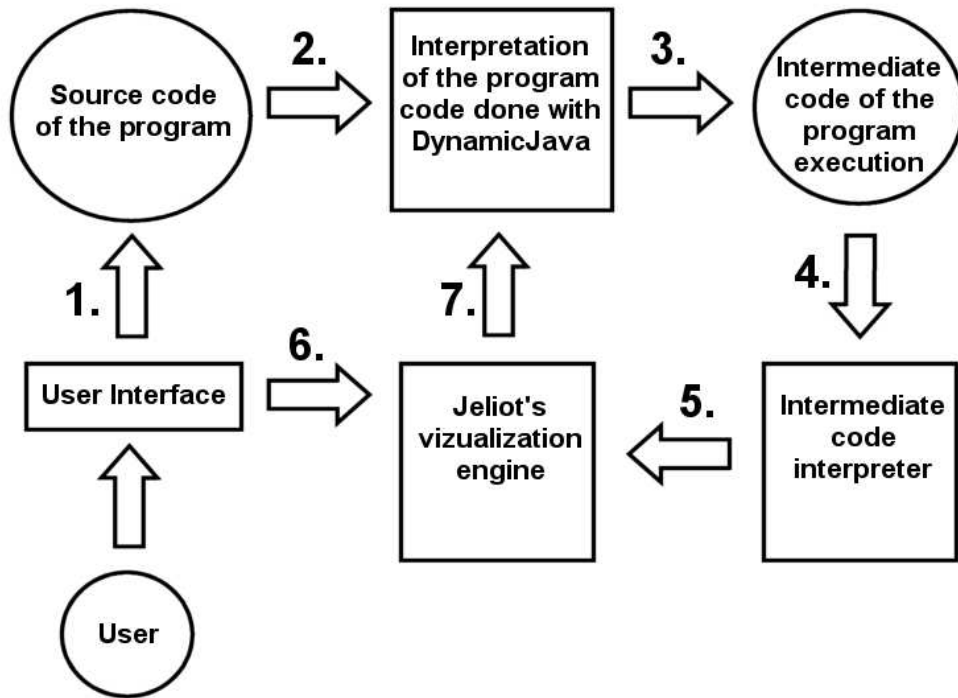 Source code
of the program
2.
Interpretation
of the program
code done with
DynamicJava
3.
Intermediate
code of the
program
execution
1.
7.
4.
User Interface
6.
Jeliot's
vizualization
engine
5.
Intermediate
code
interpreter
User